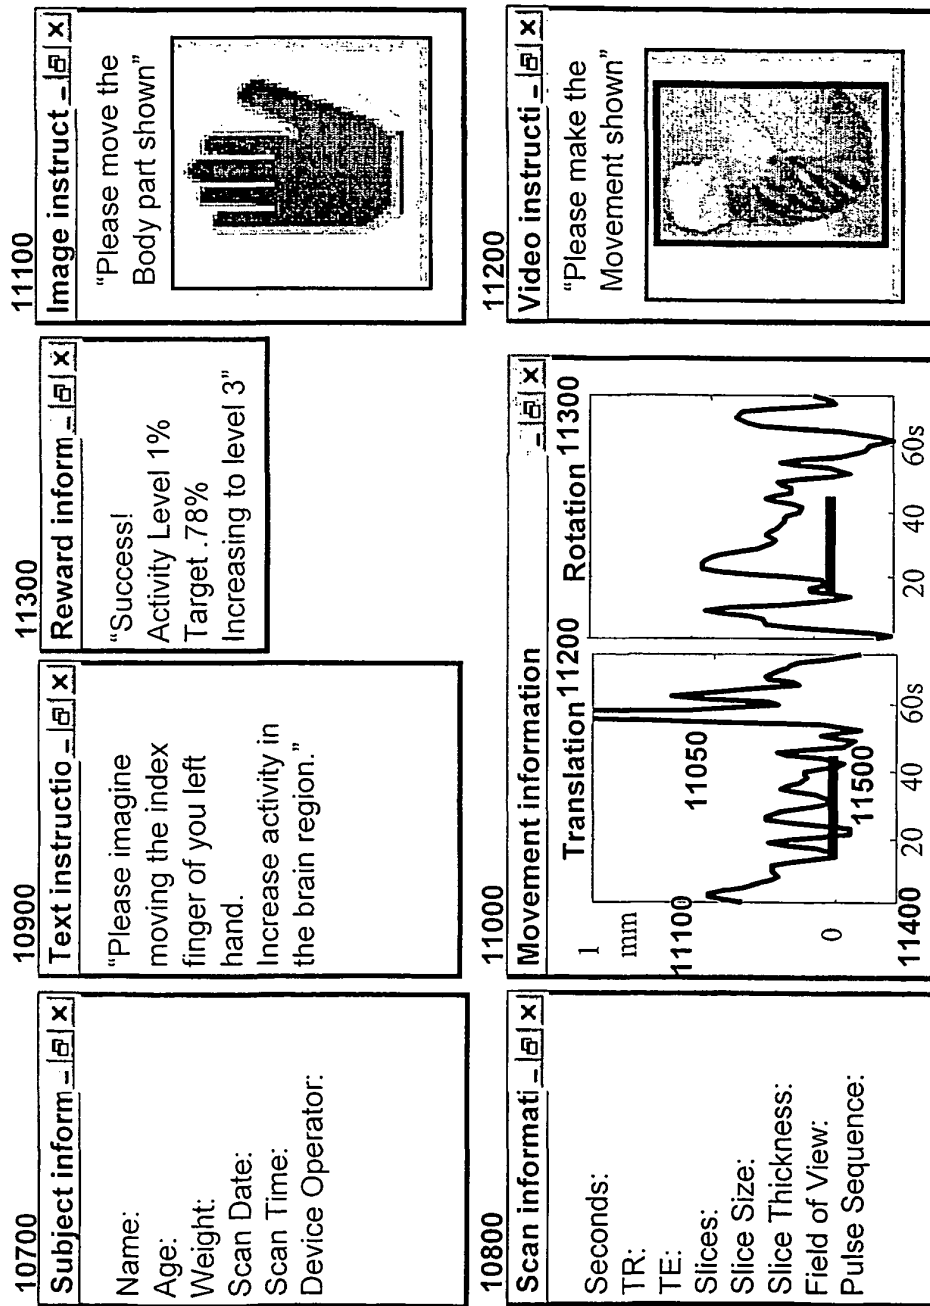 10700
Subject inform
Name:
Age:
Weight:
Scan Date:
Scan Time:
Device Operator:
10900
Text instructio
“Please imagine
moving the index
finger of you left
hand.
Increase activity in
the brain region.”
11300
Reward inform
“Success!
Activity Level 1%
Target .78%
Increasing to level 3”
11100
Image instruct
“Please move the
Body part shown”
10800
Scan informati
Seconds:
TR:
TE:
Slices:
Slice Size:
Slice Thickness:
Field of View:
Pulse Sequence:
11000
Movement information
Translation 11200
Rotation 11300
1
mm
11050
11100
0
11500
11400
20 40 60s
20 40 60s
11200
Video instructi
“Please make the
Movement shown”